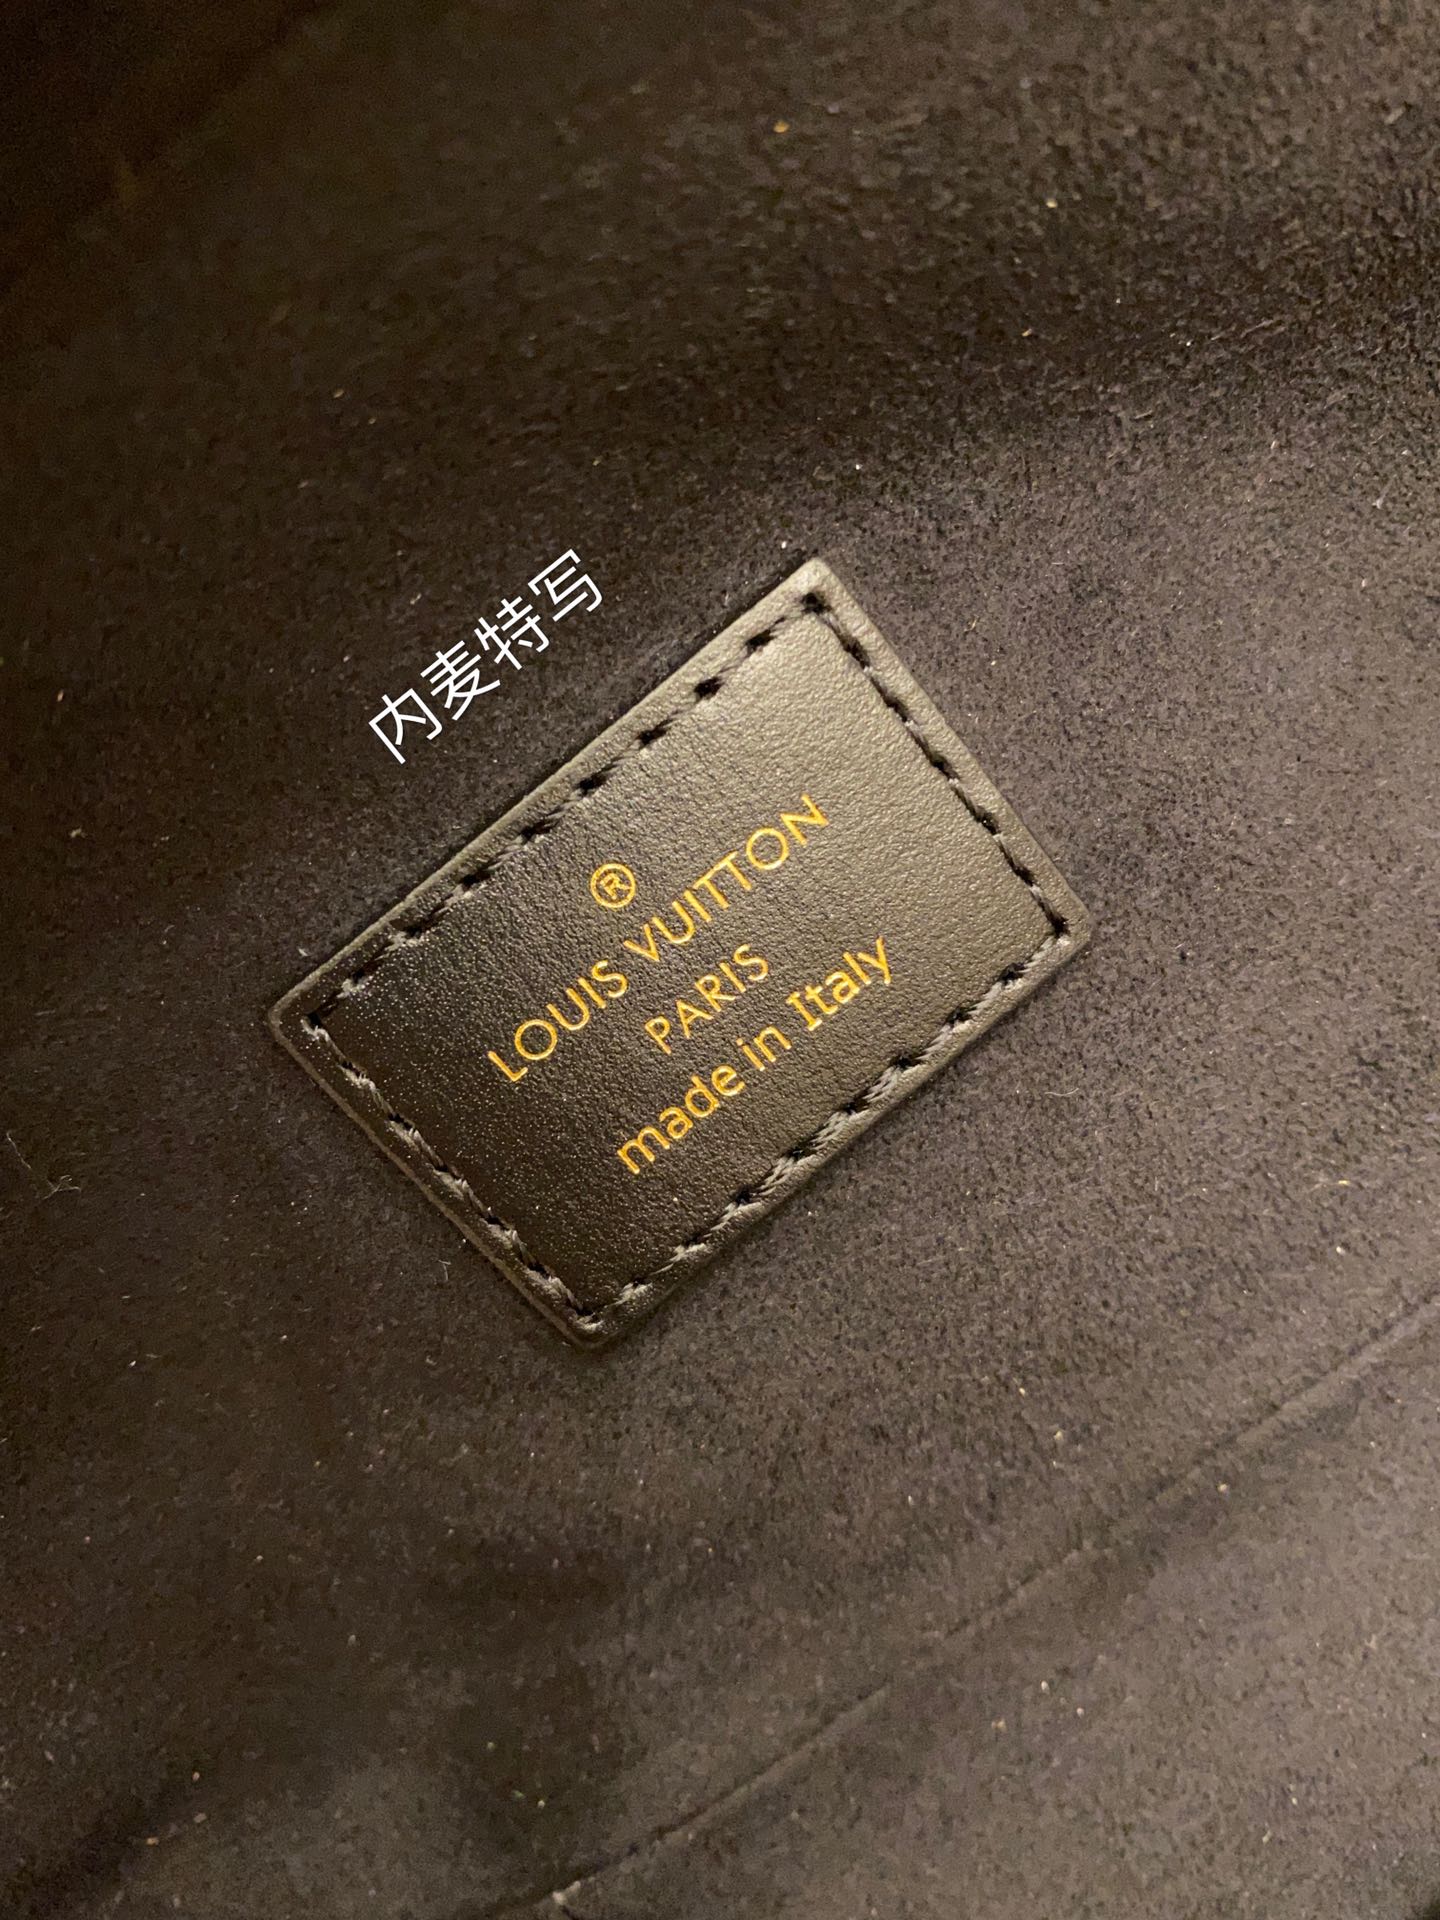 内麦特写
®
LOUIS VUITTON
PARIS
made in Italy